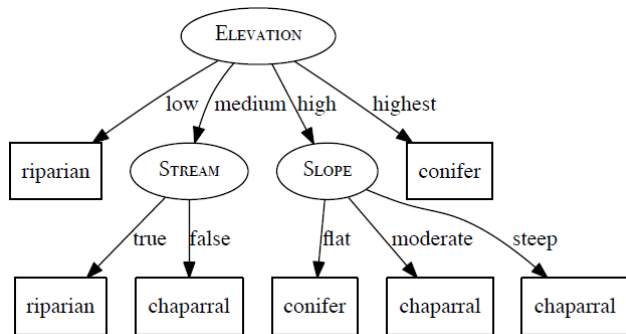 ELEVATION
low medium high highest
riparian STREAM SLOPE conifer
true false flat moderate steep
riparian chaparral conifer chaparral chaparral